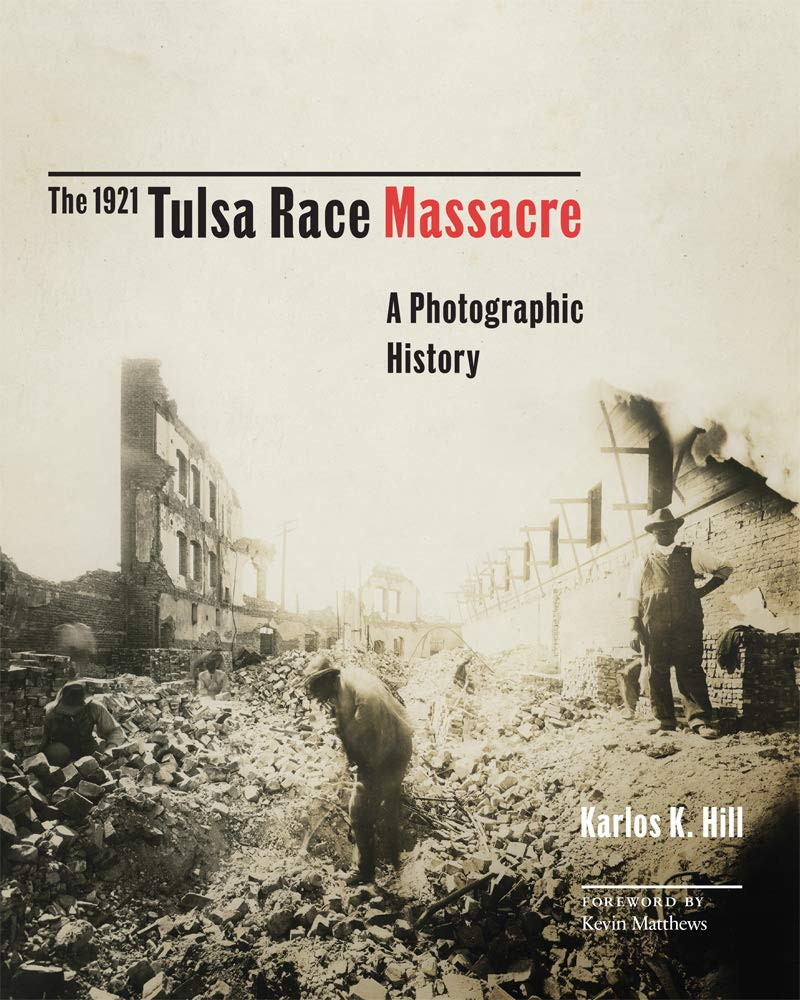 The 1921 Tulsa Race Massacre
A Photographic
History
Karlos K. Hill
FOREWORD BY
Kevin Matthews